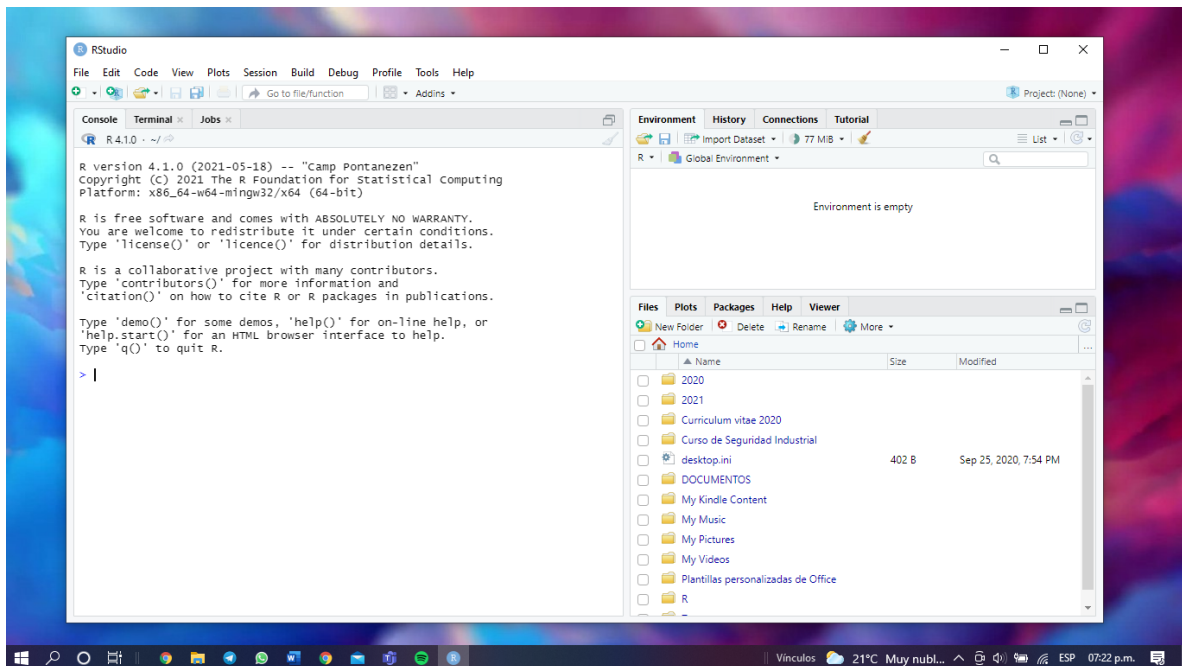 RStudio
File Edit Code View Plots Session Build Debug Profile Tools Help
Go to file/function Addins Project: (None)
Console Terminal Jobs
R 4.1.0 · ~/
R version 4.1.0 (2021-05-18) -- "Camp Pontanezen"
Copyright (C) 2021 The R Foundation for Statistical Computing
Platform: x86_64-w64-mingw32/x64 (64-bit)
R is free software and comes with ABSOLUTELY NO WARRANTY.
You are welcome to redistribute it under certain conditions.
Type 'license()' or 'licence()' for distribution details.
R is a collaborative project with many contributors.
Type 'contributors()' for more information and
'citation()' on how to cite R or R packages in publications.
Type 'demo()' for some demos, 'help()' for on-line help, or
'help.start()' for an HTML browser interface to help.
Type 'q()' to quit R.
>
Environment History Connections Tutorial
Import Dataset 77 MiB List
R Global Environment
Environment is empty
Files Plots Packages Help Viewer
New Folder Delete Rename More
Home ...
Name Size Modified
2020
2021
Curriculum vitae 2020
Curso de Seguridad Industrial
desktop.ini 402 B Sep 25, 2020, 7:54 PM
DOCUMENTOS
My Kindle Content
My Music
My Pictures
My Videos
Plantillas personalizadas de Office
R
Vínculos 21°C Muy nubl... ESP 07:22 p.m.